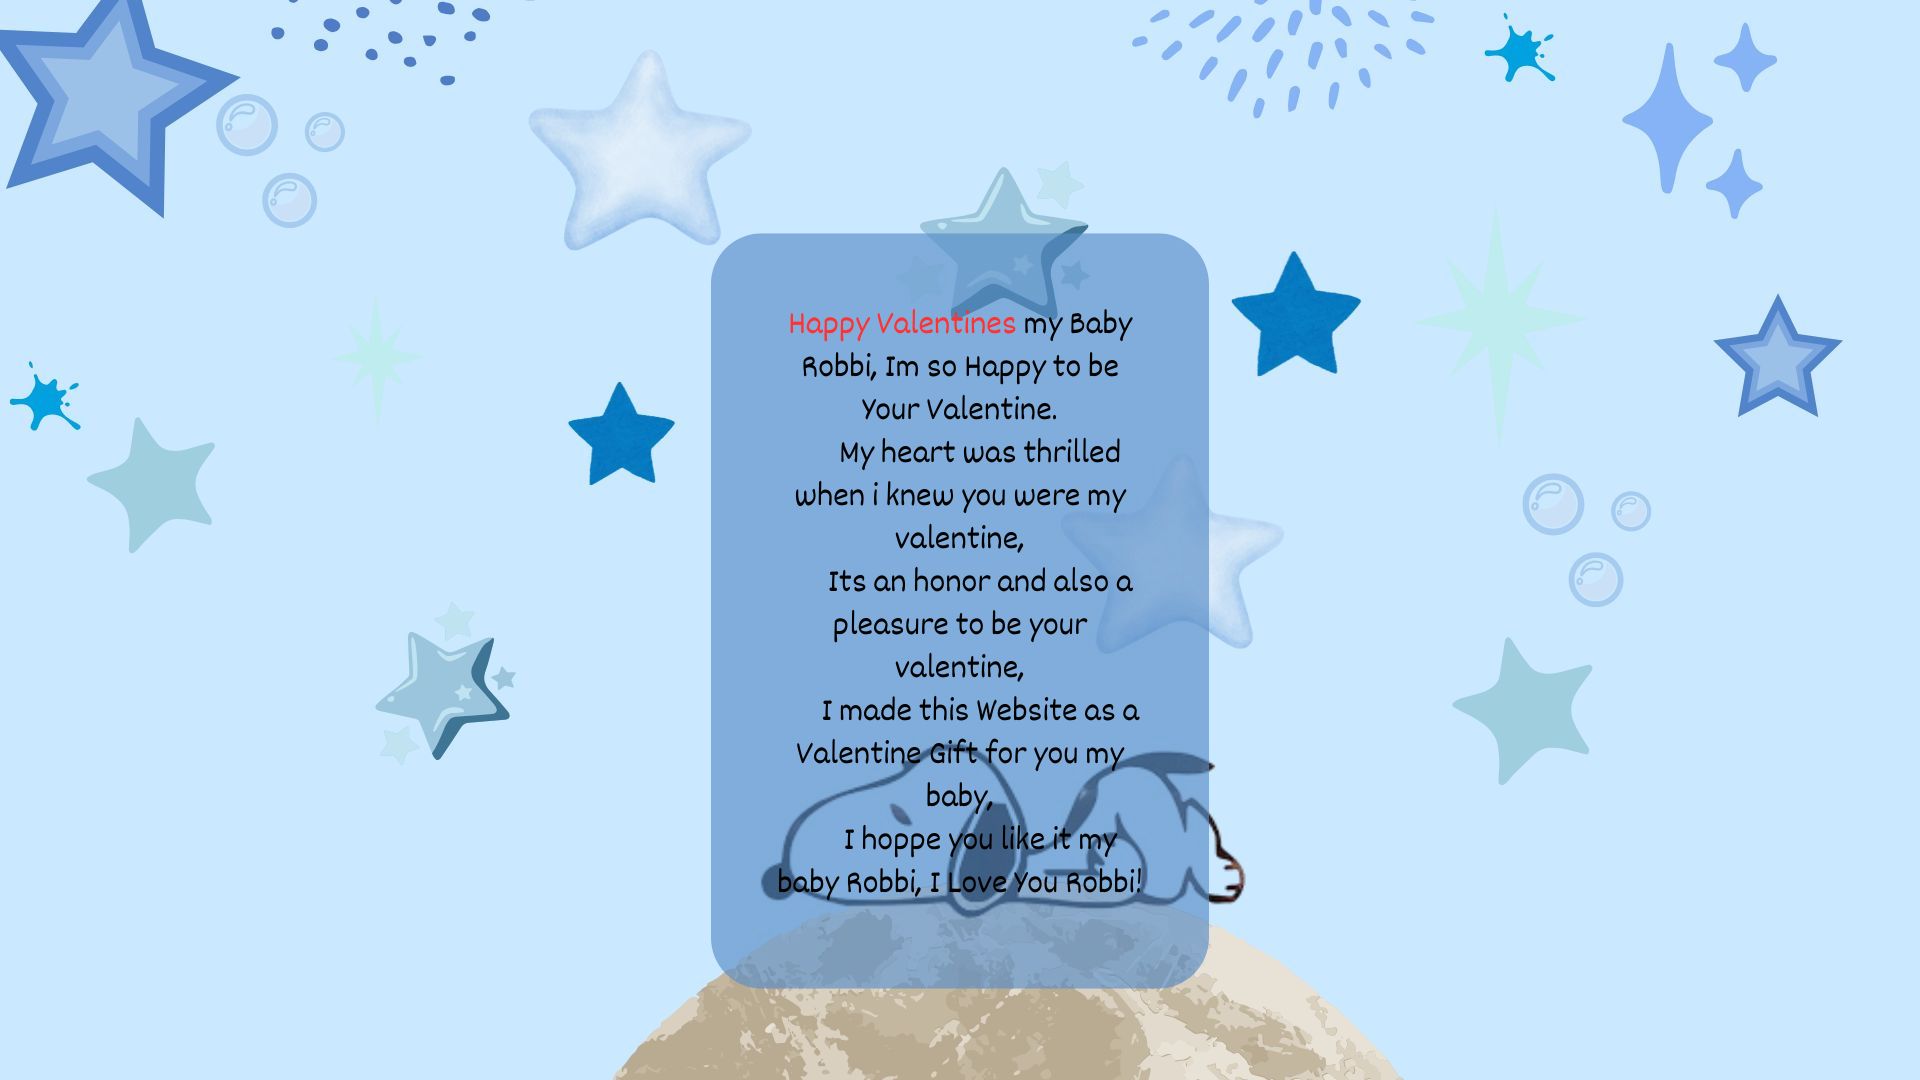 Happy Valentines my Baby
Robbi, Im so Happy to be
Your Valentine.
My heart was thrilled
when i knew you were my
valentine,
Its an honor and also a
pleasure to be your
valentine,
I made this Website as a
Valentine Gift for you my
baby,
I hoppe you like it my
baby Robbi, I Love You Robbi!